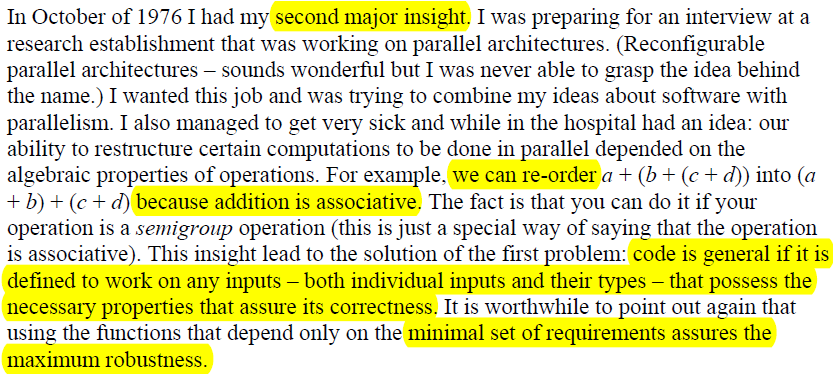 In October of 1976 I had my second major insight. I was preparing for an interview at a
research establishment that was working on parallel architectures. (Reconfigurable
parallel architectures – sounds wonderful but I was never able to grasp the idea behind
the name.) I wanted this job and was trying to combine my ideas about software with
parallelism. I also managed to get very sick and while in the hospital had an idea: our
ability to restructure certain computations to be done in parallel depended on the
algebraic properties of operations. For example, we can re-order a + (b + (c + d)) into (a
+ b) + (c + d) because addition is associative. The fact is that you can do it if your
operation is a semigroup operation (this is just a special way of saying that the operation
is associative). This insight lead to the solution of the first problem: code is general if it is
defined to work on any inputs – both individual inputs and their types – that possess the
necessary properties that assure its correctness. It is worthwhile to point out again that
using the functions that depend only on the minimal set of requirements assures the
maximum robustness.